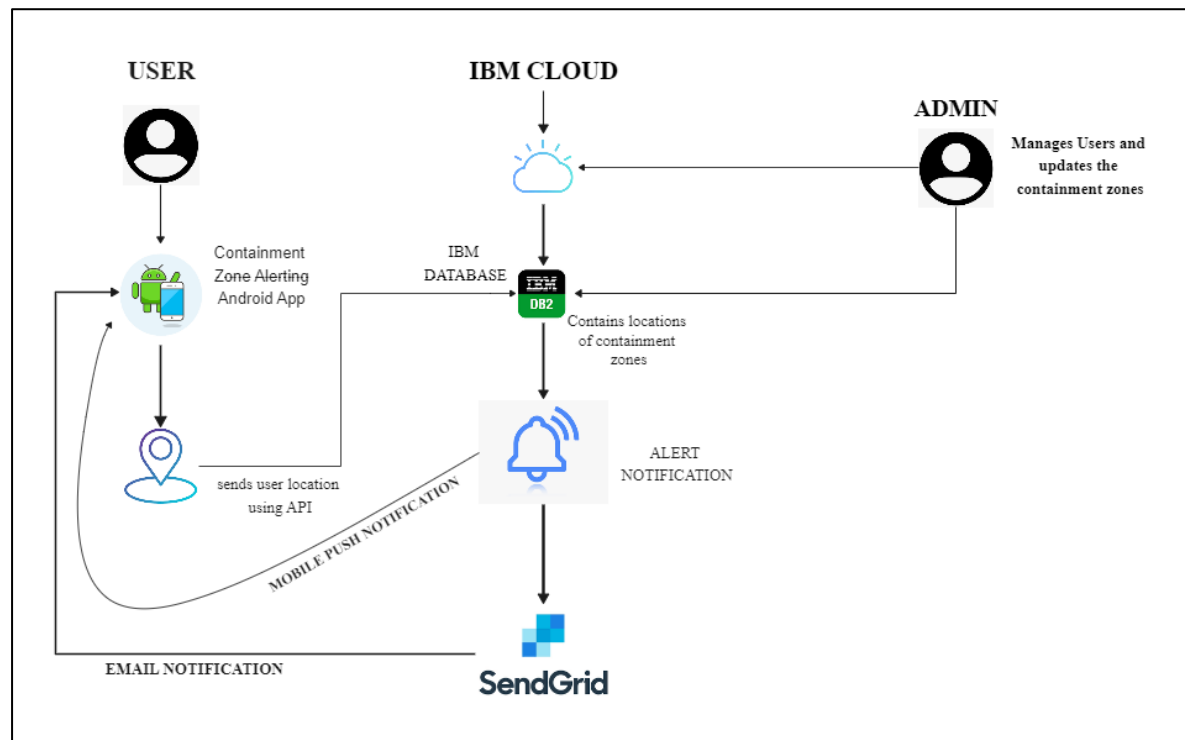 USER
IBM CLOUD
ADMIN
Manages Users and
updates the
containment zones
Containment
Zone Alerting
Android App
IBM
DATABASE
IBM
DB2
Contains locations
of containment
zones
ALERT
NOTIFICATION
sends user location
using API
MOBILE PUSH NOTIFICATION
EMAIL NOTIFICATION
SendGrid